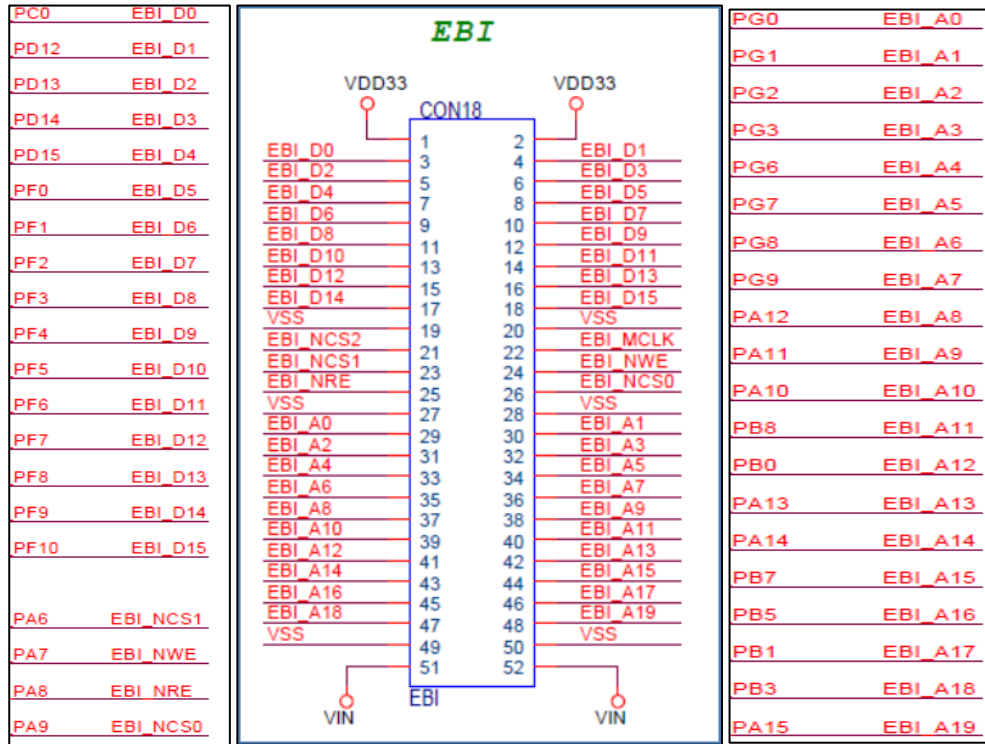 PC0 EBI_D0
PD12 EBI_D1
PD13 EBI_D2
PD14 EBI_D3
PD15 EBI_D4
PF0 EBI_D5
PF1 EBI_D6
PF2 EBI_D7
PF3 EBI_D8
PF4 EBI_D9
PF5 EBI_D10
PF6 EBI_D11
PF7 EBI_D12
PF8 EBI_D13
PF9 EBI_D14
PF10 EBI_D15
PA6 EBI_NCS1
PA7 EBI_NWE
PA8 EBI_NRE
PA9 EBI_NCS0
EBI
VDD33 VDD33
CON18
1 2
EBI_D0 3 4 EBI_D1
EBI_D2 5 6 EBI_D3
EBI_D4 7 8 EBI_D5
EBI_D6 9 10 EBI_D7
EBI_D8 11 12 EBI_D9
EBI_D10 13 14 EBI_D11
EBI_D12 15 16 EBI_D13
EBI_D14 17 18 EBI_D15
VSS 19 20 VSS
EBI_NCS2 21 22 EBI_MCLK
EBI_NCS1 23 24 EBI_NWE
EBI_NRE 25 26 EBI_NCS0
VSS 27 28 VSS
EBI_A0 29 30 EBI_A1
EBI_A2 31 32 EBI_A3
EBI_A4 33 34 EBI_A5
EBI_A6 35 36 EBI_A7
EBI_A8 37 38 EBI_A9
EBI_A10 39 40 EBI_A11
EBI_A12 41 42 EBI_A13
EBI_A14 43 44 EBI_A15
EBI_A16 45 46 EBI_A17
EBI_A18 47 48 EBI_A19
VSS 49 50 VSS
51 52
EBI
VIN VIN
PG0 EBI_A0
PG1 EBI_A1
PG2 EBI_A2
PG3 EBI_A3
PG6 EBI_A4
PG7 EBI_A5
PG8 EBI_A6
PG9 EBI_A7
PA12 EBI_A8
PA11 EBI_A9
PA10 EBI_A10
PB8 EBI_A11
PB0 EBI_A12
PA13 EBI_A13
PA14 EBI_A14
PB7 EBI_A15
PB5 EBI_A16
PB1 EBI_A17
PB3 EBI_A18
PA15 EBI_A19